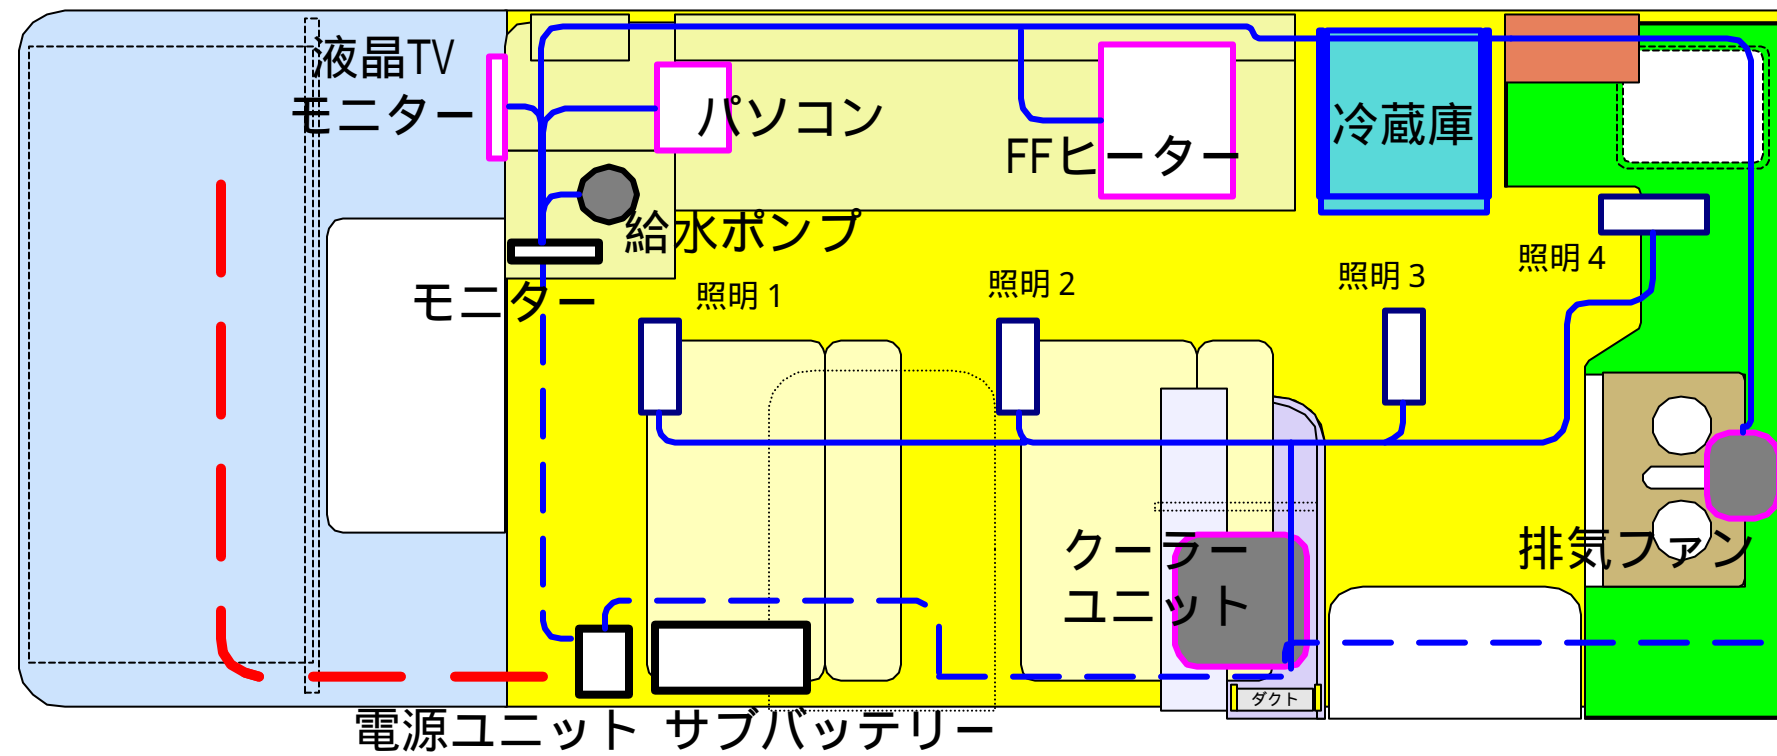 液晶TV
モニター
パソコン
FFヒーター
冷蔵庫
給水ポンプ
モニター
照明1
照明2
照明3
照明4
クーラー
ユニット
排気ファン
ダクト
電源ユニット サブバッテリー